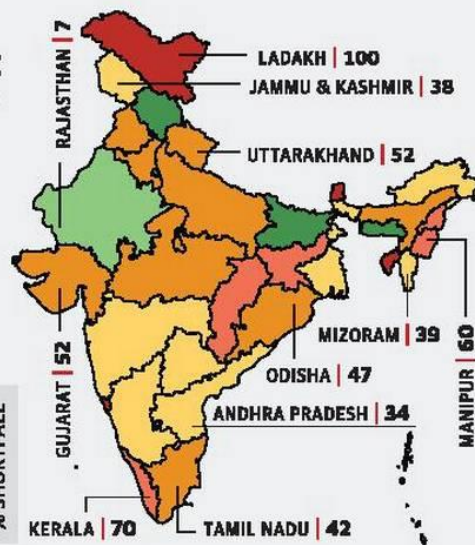 LADAKH | 100
JAMMU & KASHMIR | 38
RAJASTHAN | 7
UTTARAKHAND | 52
MIZORAM | 39
MANIPUR | 60
GUJARAT | 52
ODISHA | 47
ANDHRA PRADESH | 34
KERALA | 70
TAMIL NADU | 42
% SHORTFALL